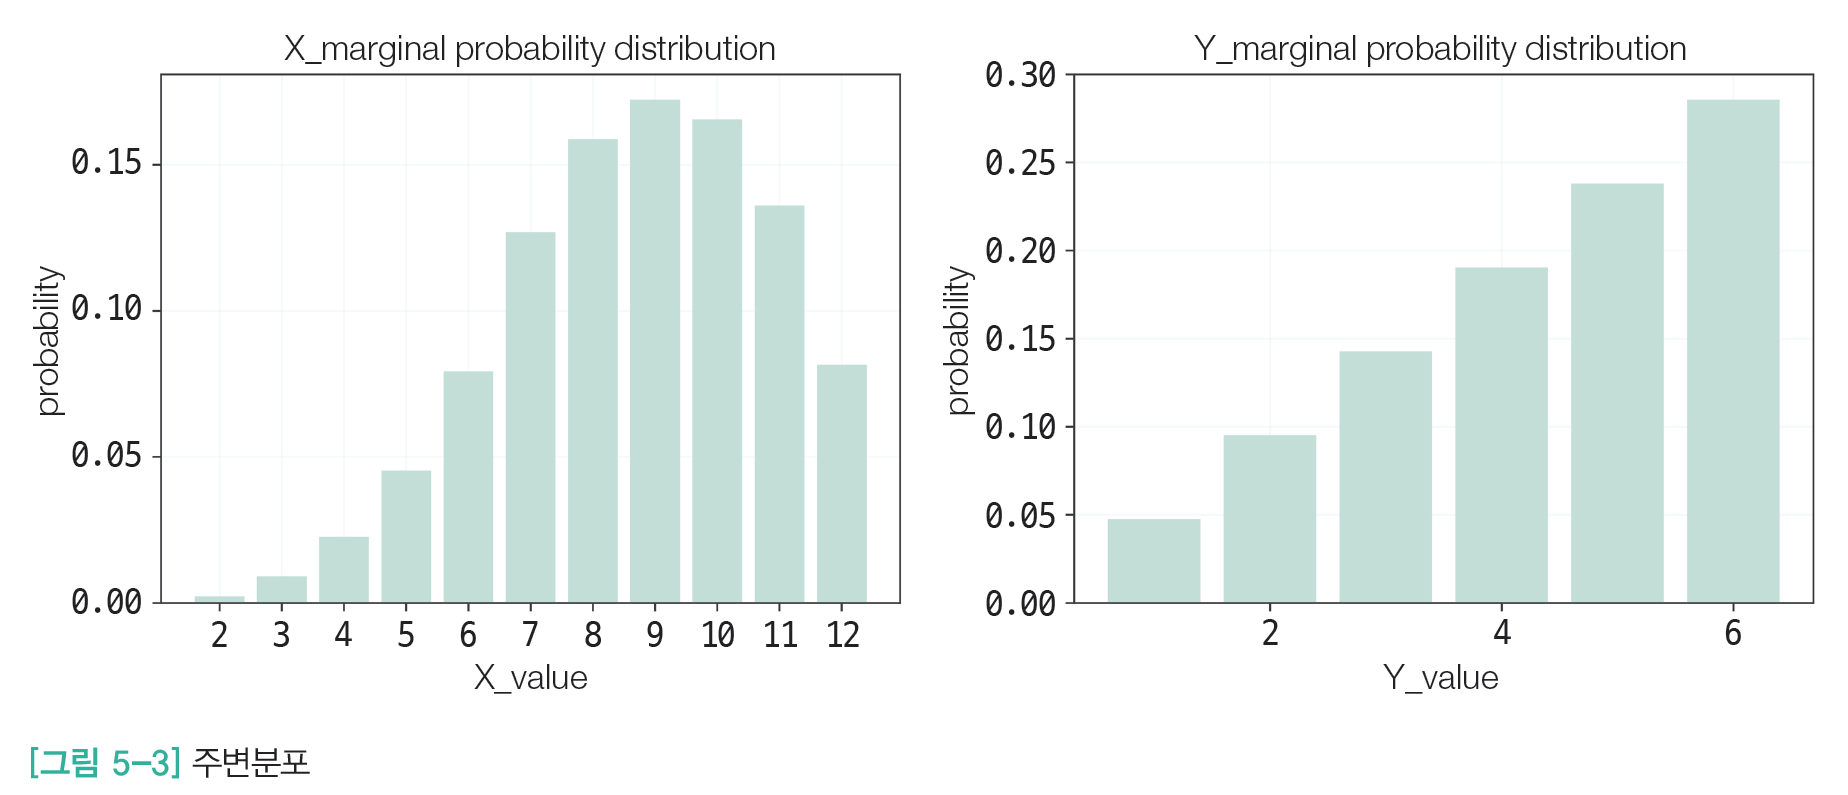 X_marginal probability distribution
0.15
0.10
0.05
0.00
probability
2 3 4 5 6 7 8 9 10 11 12
X_value
Y_marginal probability distribution
0.30
0.25
0.20
0.15
0.10
0.05
0.00
probability
2 4 6
Y_value
[그림 5-3] 주변분포